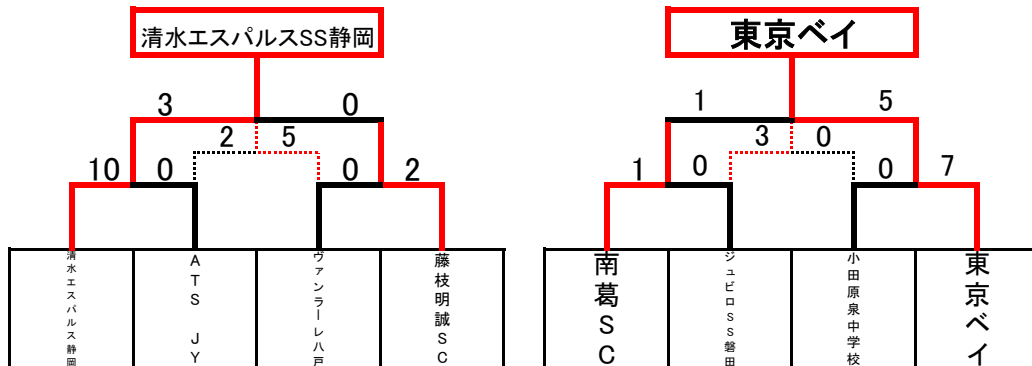 清水エスパルスSS静岡
東京ベイ
3
0
1
5
2
5
3
0
10
0
0
2
1
0
0
7
清水エスパルス静岡
ATS JY
ヴァンラーレ八戸
藤枝明誠SC
南葛SC
ジュビロSS磐田
小田原泉中学校
東京ベイ